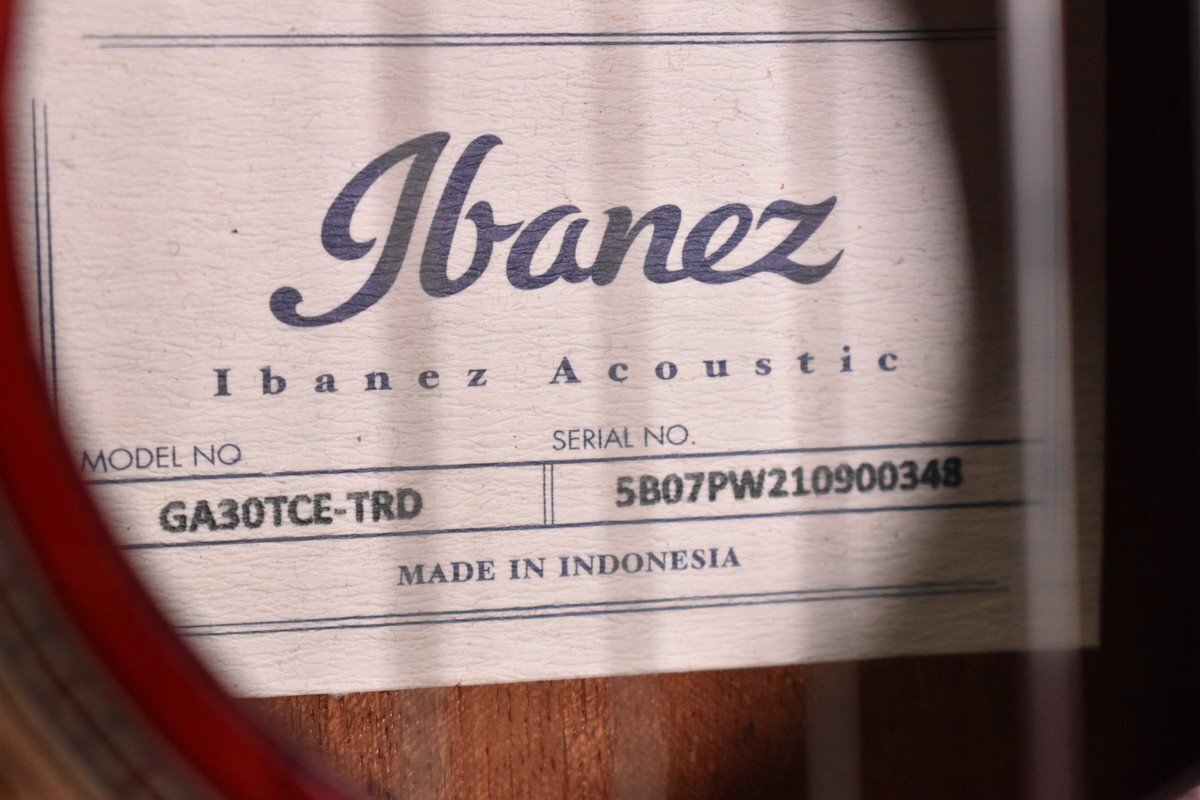 Ibanez
Ibanez Acoustic
MODEL NO
SERIAL NO.
GA30TCE-TRD
5B07PW210900348
MADE IN INDONESIA